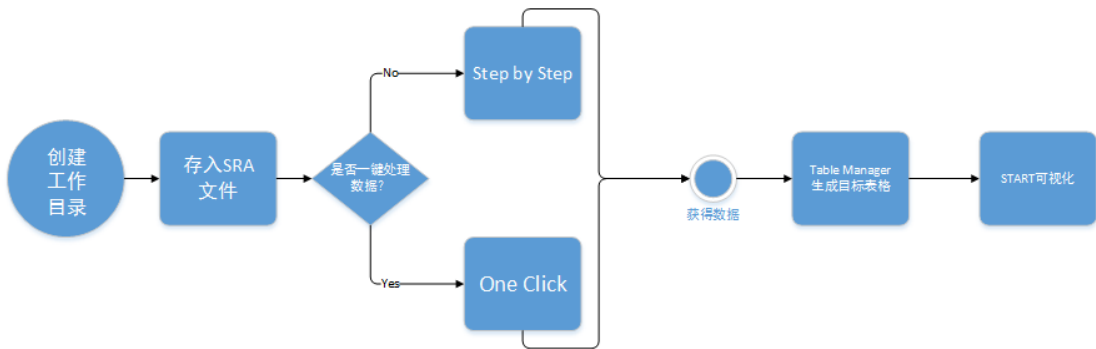 创建
工作
目录
存入SRA
文件
是否一键处理
数据?
No
Step by Step
Yes
One Click
获得数据
Table Manager
生成目标表格
START可视化